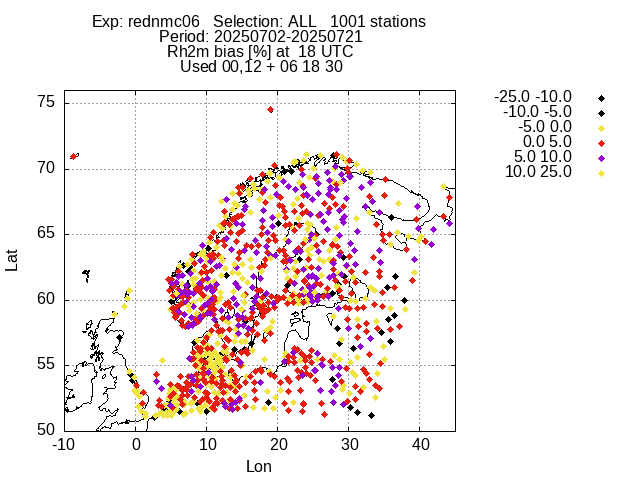 Exp: rednmc06   Selection: ALL   1001 stations
Period: 20250702-20250721
Rh2m bias [%] at  18 UTC
Used 00,12 + 06 18 30
-25.0 -10.0
-10.0 -5.0
-5.0 0.0
0.0 5.0
5.0 10.0
10.0 25.0
75
70
65
60
55
50
Lat
-10 0 10 20 30 40
Lon